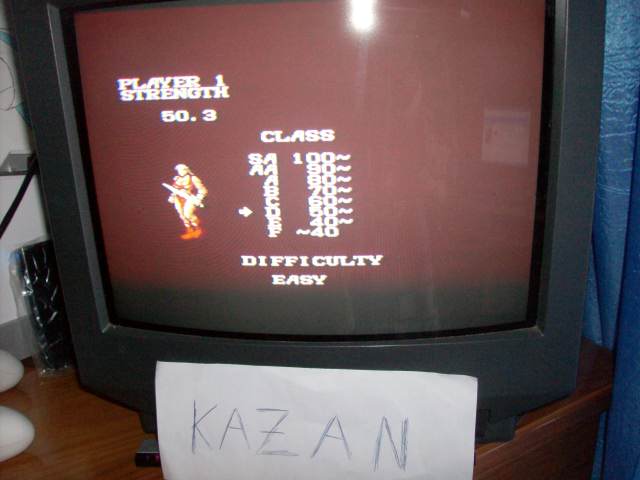 PLAYER 1
STRENGTH
50.3
CLASS
SA 100~
AA 90~
A 80~
70~
C 60~
D 50~
40~
~40
DIFFICULTY
EASY
KAZAN